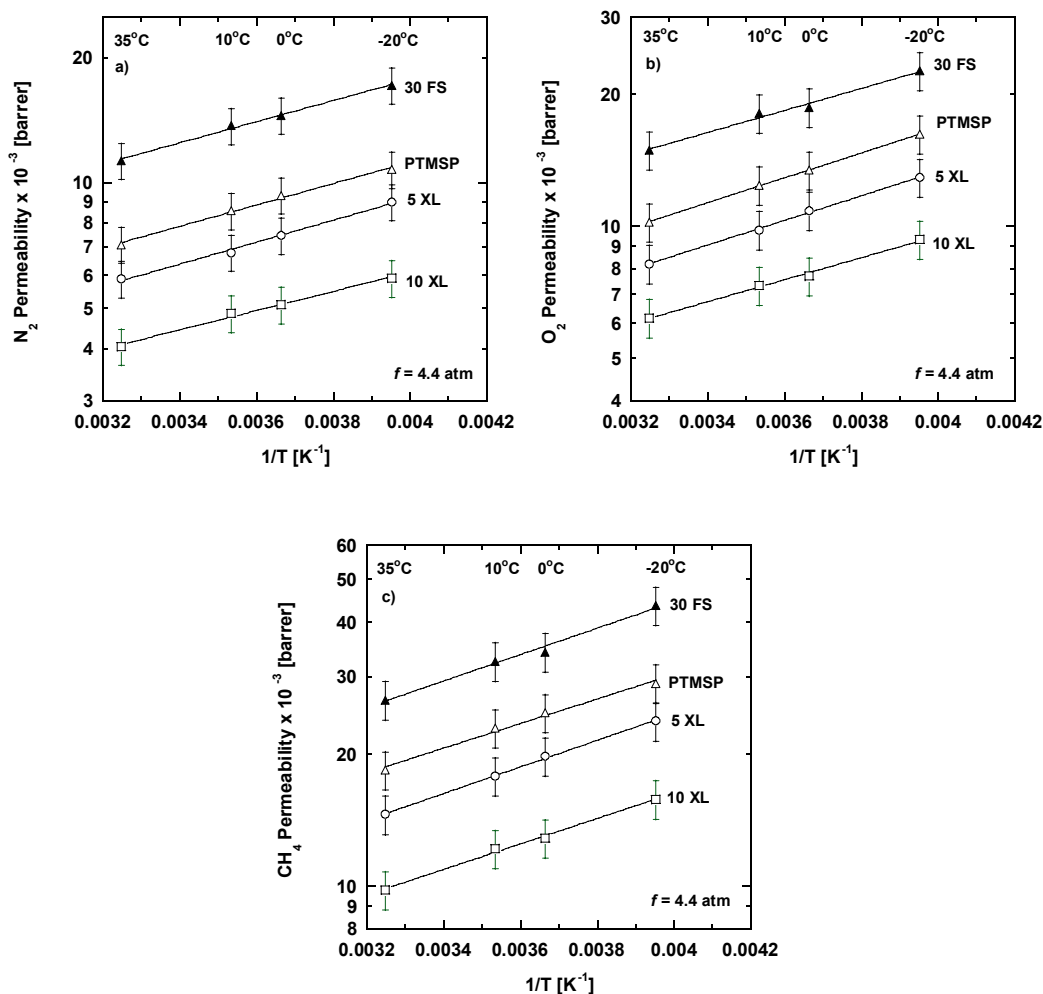 35°C 10°C 0°C -20°C
a)
20
10
9
8
7
6
5
4
3
30 FS
PTMSP
5 XL
10 XL
f = 4.4 atm
N2 Permeability x 10 -3 [barrer]
0.0032 0.0034 0.0036 0.0038 0.004 0.0042
1/T [K-1]
35°C 10°C 0°C -20°C
b)
30
20
10
9
8
7
6
5
4
30 FS
PTMSP
5 XL
10 XL
f = 4.4 atm
O2 Permeability x 10 -3 [barrer]
0.0032 0.0034 0.0036 0.0038 0.004 0.0042
1/T [K-1]
35°C 10°C 0°C -20°C
c)
60
50
40
30
20
10
9
8
30 FS
PTMSP
5 XL
10 XL
f = 4.4 atm
CH4 Permeability x 10 -3 [barrer]
0.0032 0.0034 0.0036 0.0038 0.004 0.0042
1/T [K-1]